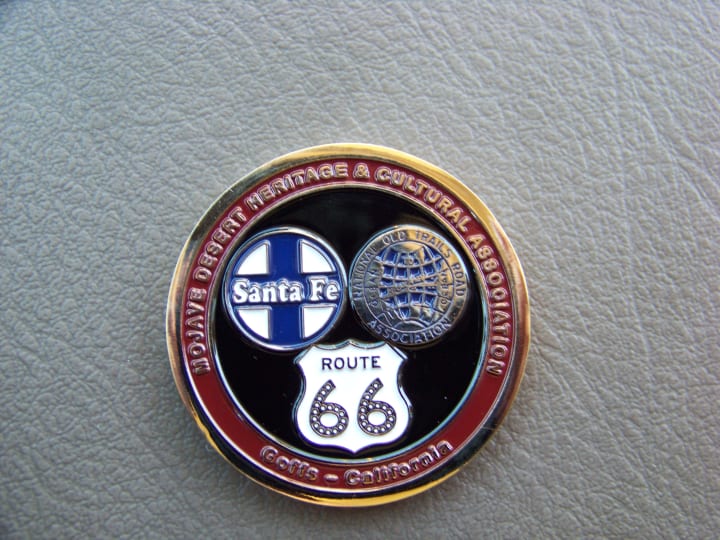 MOJAVE DESERT HERITAGE & CULTURAL ASSOCIATION
Santa Fe
NATIONAL OLD TRAILS ROAD
ASSOCIATION
ROUTE
66
Goffs - California